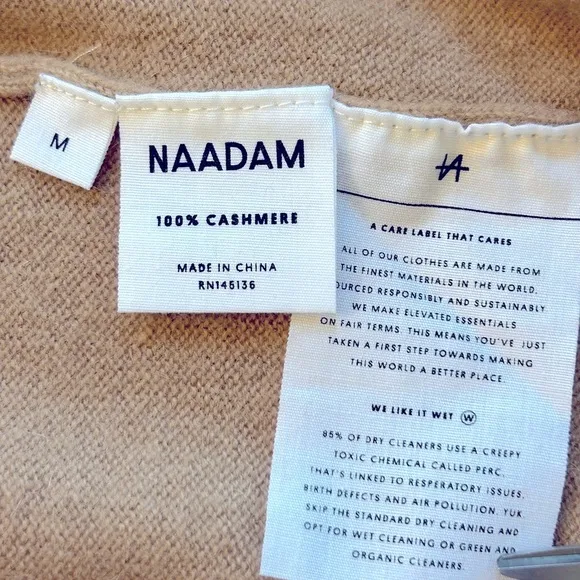 M
NAADAM
100% CASHMERE
MADE IN CHINA
RN145136
A CARE LABEL THAT CARES
ALL OF OUR CLOTHES ARE MADE FROM
THE FINEST MATERIALS IN THE WORLD,
OURCED RESPONSIBLY AND SUSTAINABLY
WE MAKE ELEVATED ESSENTIALS
ON FAIR TERMS. THIS MEANS YOU'VE JUST
TAKEN A FIRST STEP TOWARDS MAKING
THIS WORLD A BETTER PLACE.
WE LIKE IT WET W
85% OF DRY CLEANERS USE A CREEPY
TOXIC CHEMICAL CALLED PERC,
THAT'S LINKED TO RESPIRATORY ISSUES,
BIRTH DEFECTS AND AIR POLLUTION. YUK
SKIP THE STANDARD DRY CLEANING AND
OPT FOR WET CLEANING OR GREEN AND
ORGANIC CLEANERS.